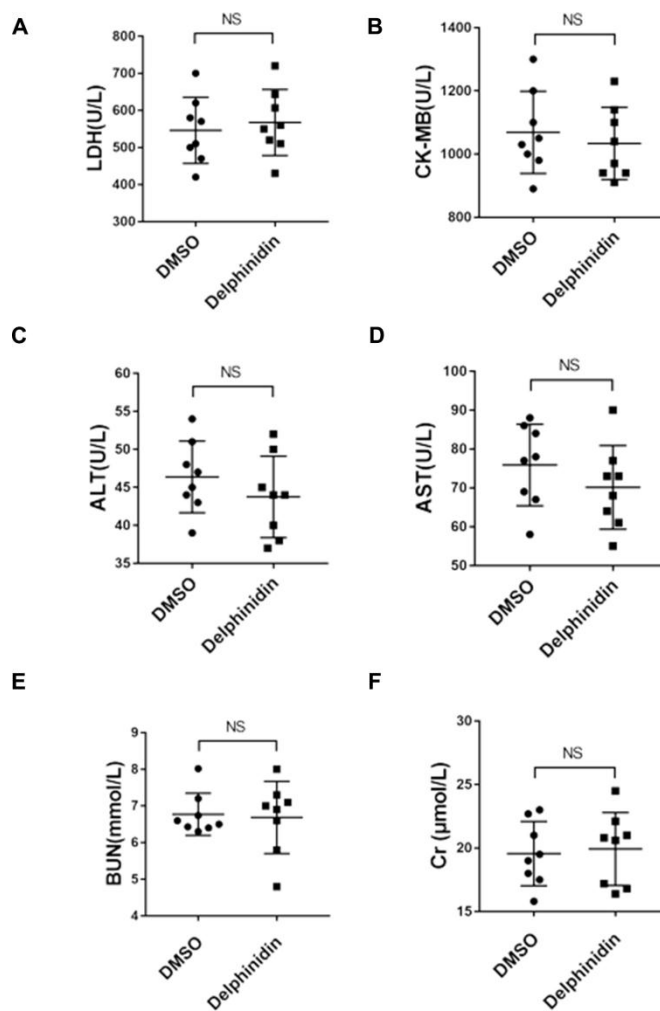 A
B
NS
NS
LDH(U/L)
800
700
600
500
400
300
CK-MB(U/L)
1400
1200
1000
800
DMSO
Delphinidin
DMSO
Delphinidin
C
D
NS
NS
ALT(U/L)
60
55
50
45
40
35
AST(U/L)
100
90
80
70
60
50
DMSO
Delphinidin
DMSO
Delphinidin
E
F
NS
NS
BUN(mmol/L)
9
8
7
6
5
4
Cr (μmol/L)
30
25
20
15
DMSO
Delphinidin
DMSO
Delphinidin